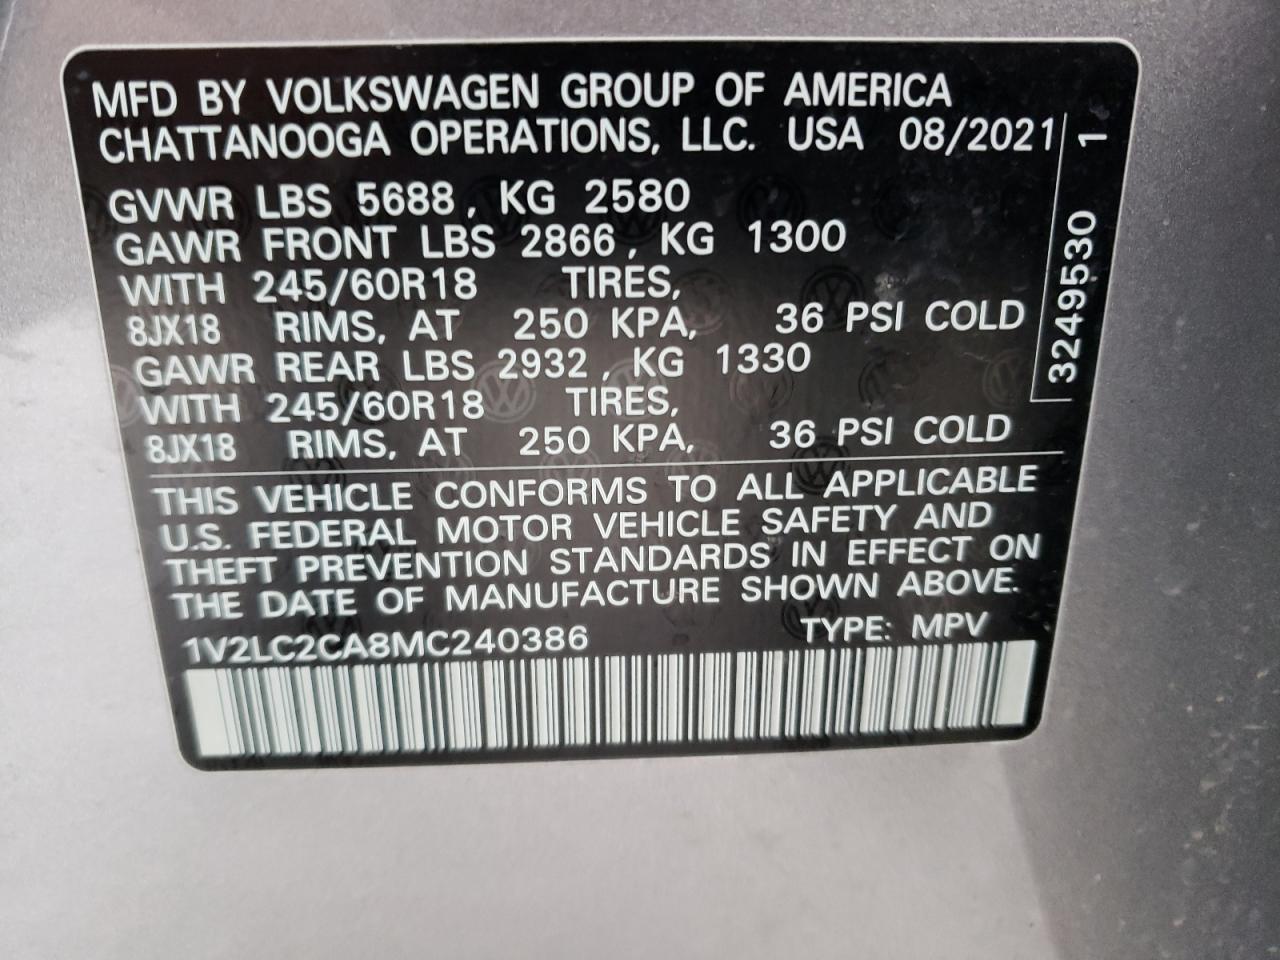 MFD BY VOLKSWAGEN GROUP OF AMERICA
CHATTANOOGA OPERATIONS, LLC. USA 08/2021
GVWR LBS 5688, KG 2580
GAWR FRONT LBS 2866, KG 1300
WITH 245/60R18 TIRES,
8JX18 RIMS, AT 250 KPA, 36 PSI COLD
GAWR REAR LBS 2932, KG 1330
WITH 245/60R18 TIRES,
8JX18 RIMS, AT 250 KPA, 36 PSI COLD
THIS VEHICLE CONFORMS TO ALL APPLICABLE
U.S. FEDERAL MOTOR VEHICLE SAFETY AND
THEFT PREVENTION STANDARDS IN EFFECT ON
THE DATE OF MANUFACTURE SHOWN ABOVE.
1V2LC2CA8MC240386 TYPE: MPV
3249530 1